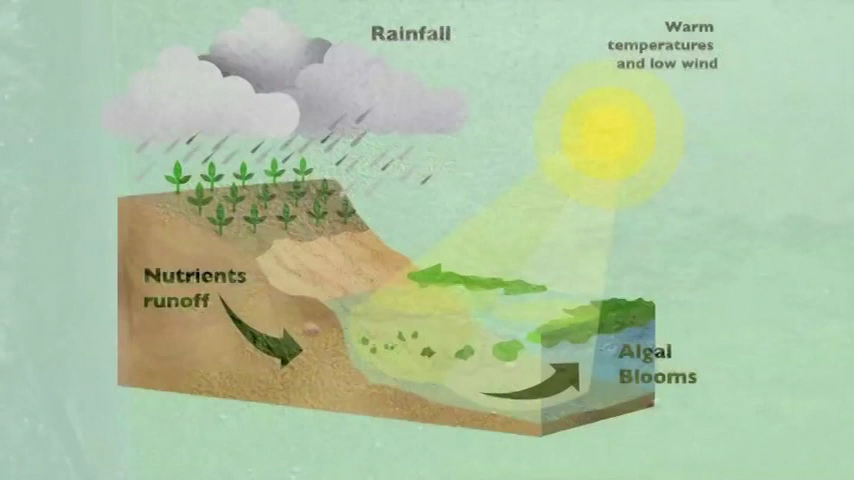 Rainfall
Warm
temperatures
and low wind
Nutrients
runoff
Algal
Blooms